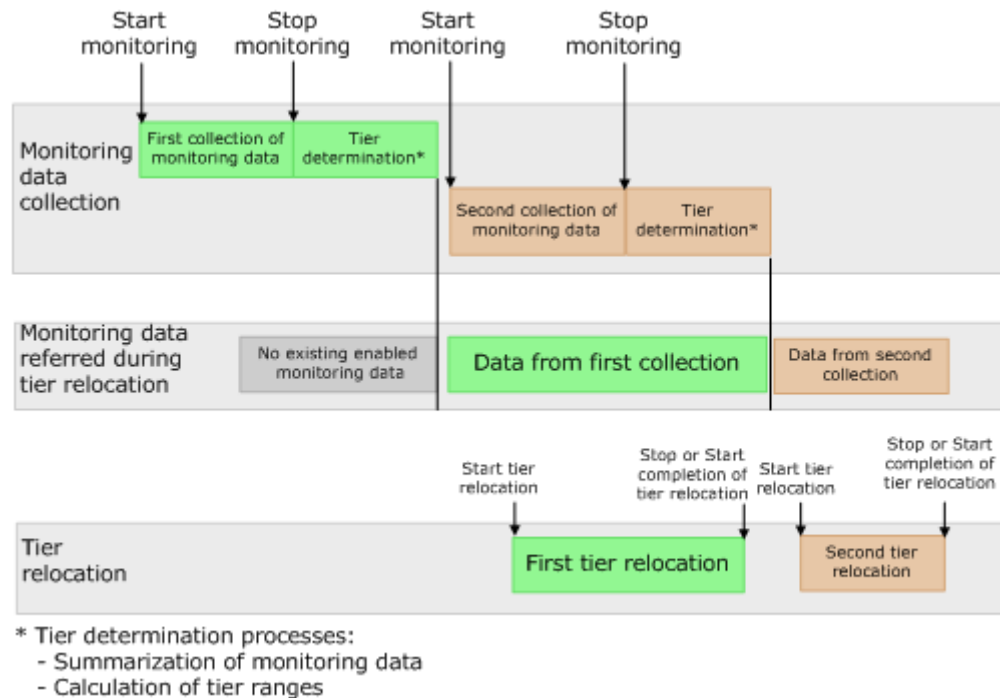 Start
monitoring
Stop
monitoring
Start
monitoring
Stop
monitoring
Monitoring
data
collection
First collection of
monitoring data
Tier
determination*
Second collection of
monitoring data
Tier
determination*
Monitoring data
referred during
tier relocation
No existing enabled
monitoring data
Data from first collection
Data from second
collection
Start tier
relocation
Stop or Start
completion of
tier relocation
Start tier
relocation
Stop or Start
completion of
tier relocation
Tier
relocation
First tier relocation
Second tier
relocation
* Tier determination processes:
- Summarization of monitoring data
- Calculation of tier ranges